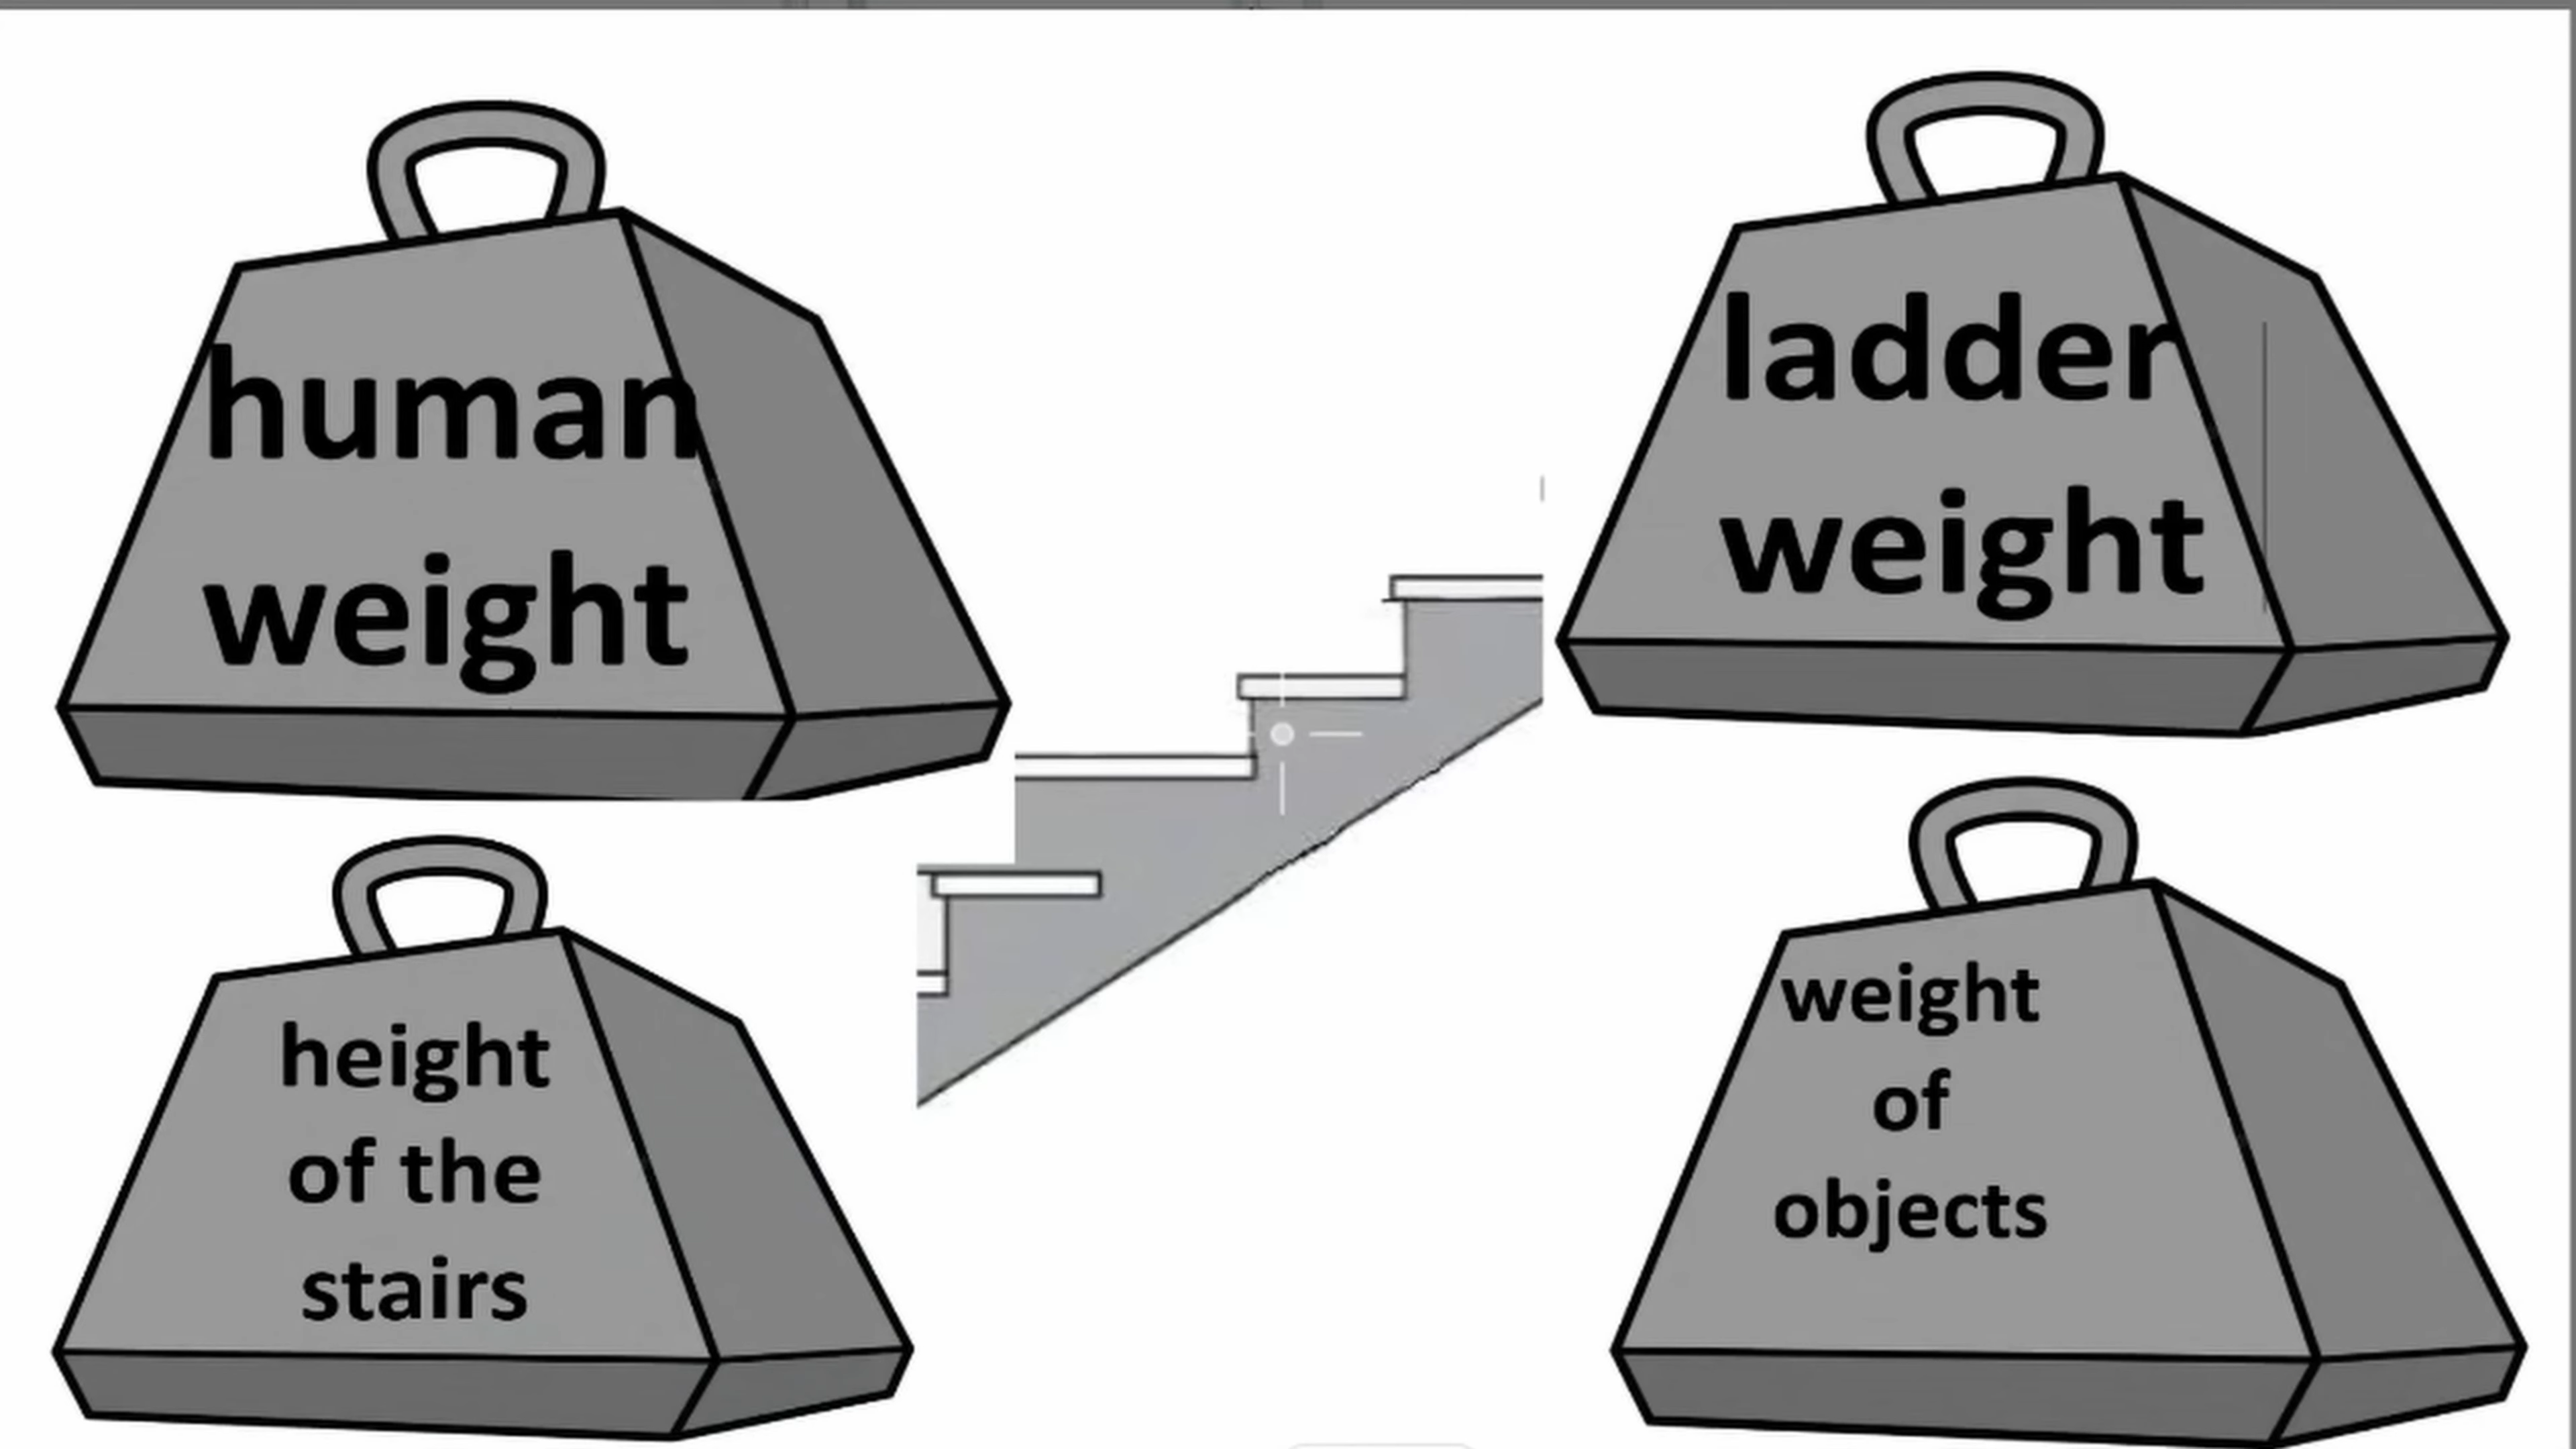 human
weight
ladder
weight
height
of the
stairs
weight
of
objects